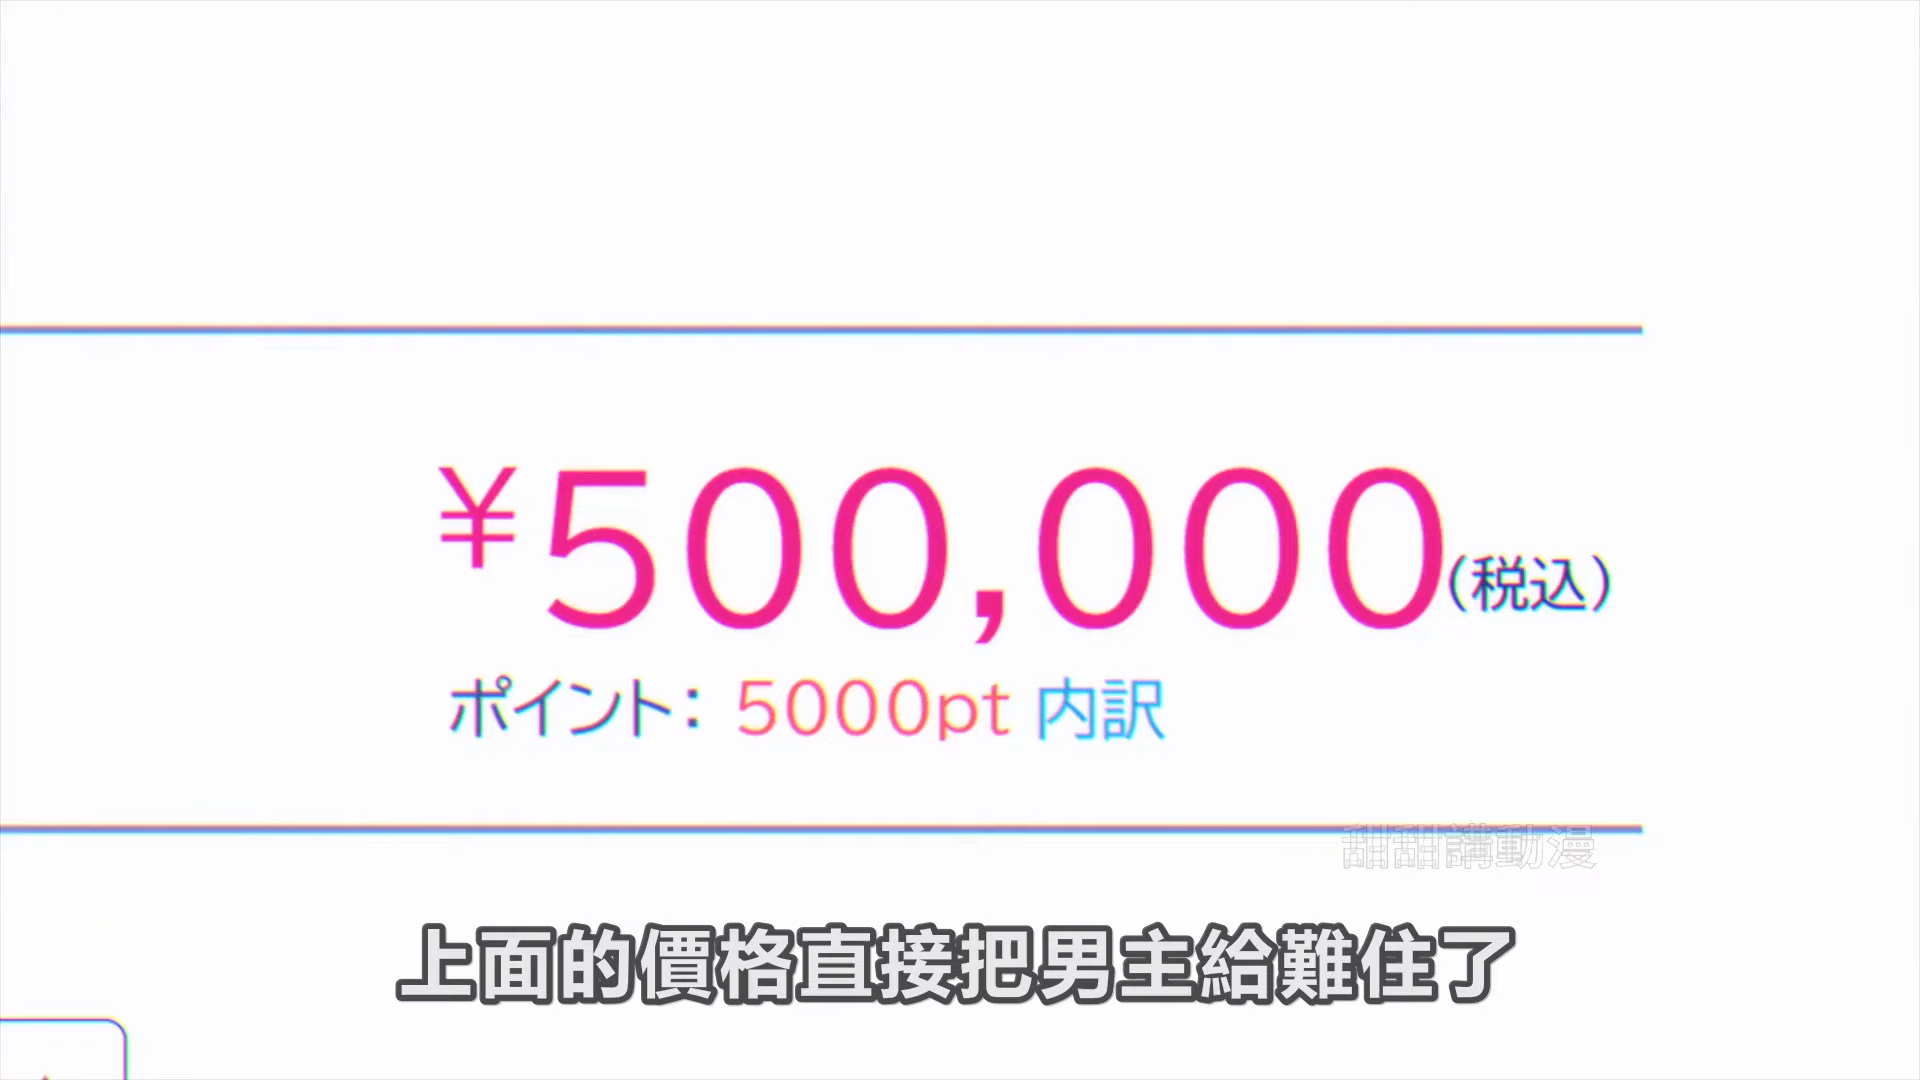 ¥500,000(税込)
ポイント: 5000pt 内訳
甜甜講動漫
上面的價格直接把男主給難住了